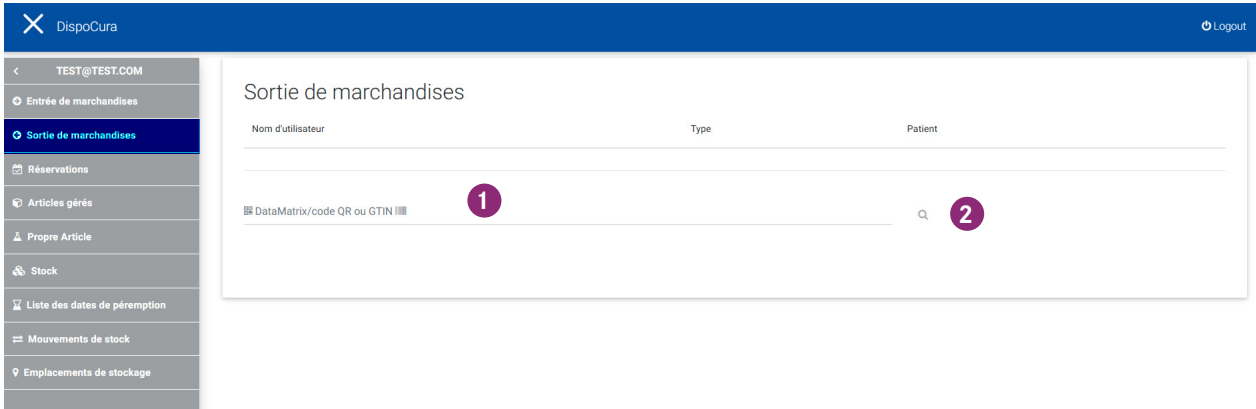 DispoCura
Logout
TEST@TEST.COM
Entrée de marchandises
Sortie de marchandises
Réservations
Articles gérés
Propre Article
Stock
Liste des dates de péremption
Mouvements de stock
Emplacements de stockage
Sortie de marchandises
Nom d'utilisateur Type Patient
DataMatrix/code QR ou GTIN
1
2